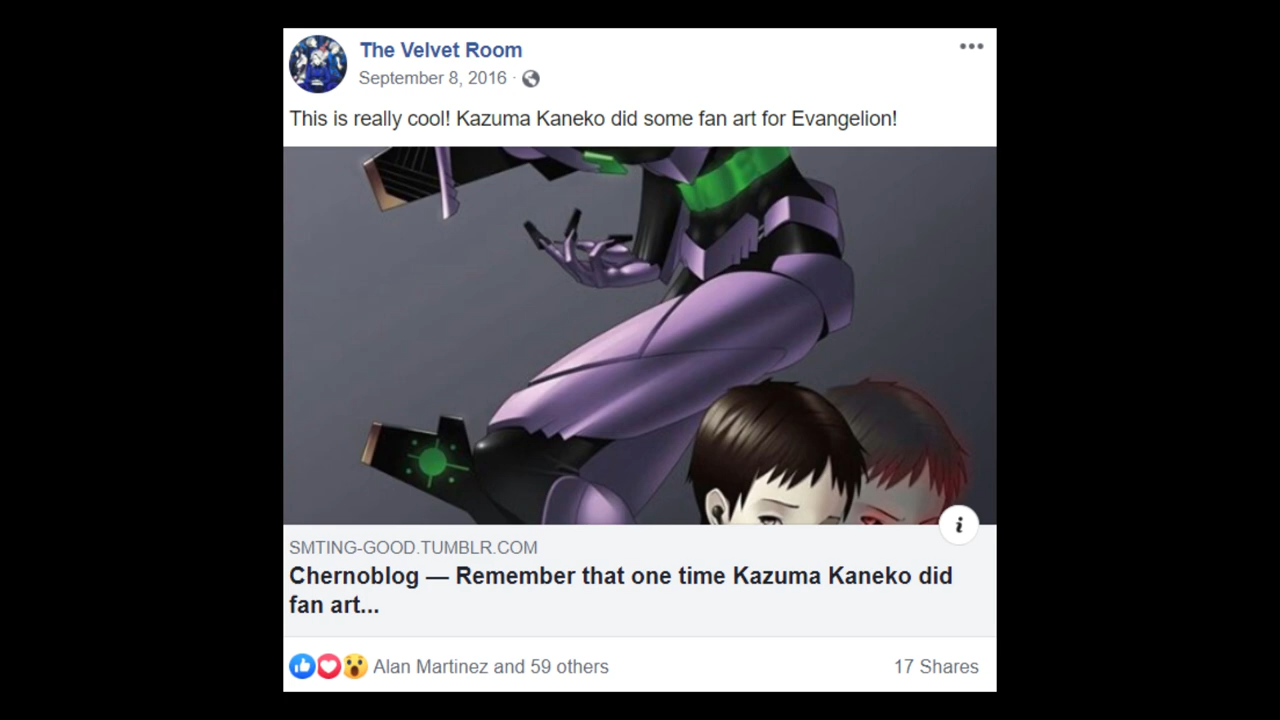 The Velvet Room
September 8, 2016 ·
This is really cool! Kazuma Kaneko did some fan art for Evangelion!
i
SMTING-GOOD.TUMBLR.COM
Chernoblog — Remember that one time Kazuma Kaneko did
fan art...
Alan Martinez and 59 others
17 Shares